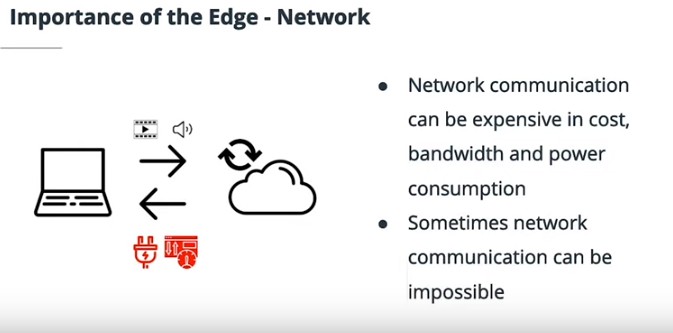 Importance of the Edge - Network
● Network communication
can be expensive in cost,
bandwidth and power
consumption
● Sometimes network
communication can be
impossible